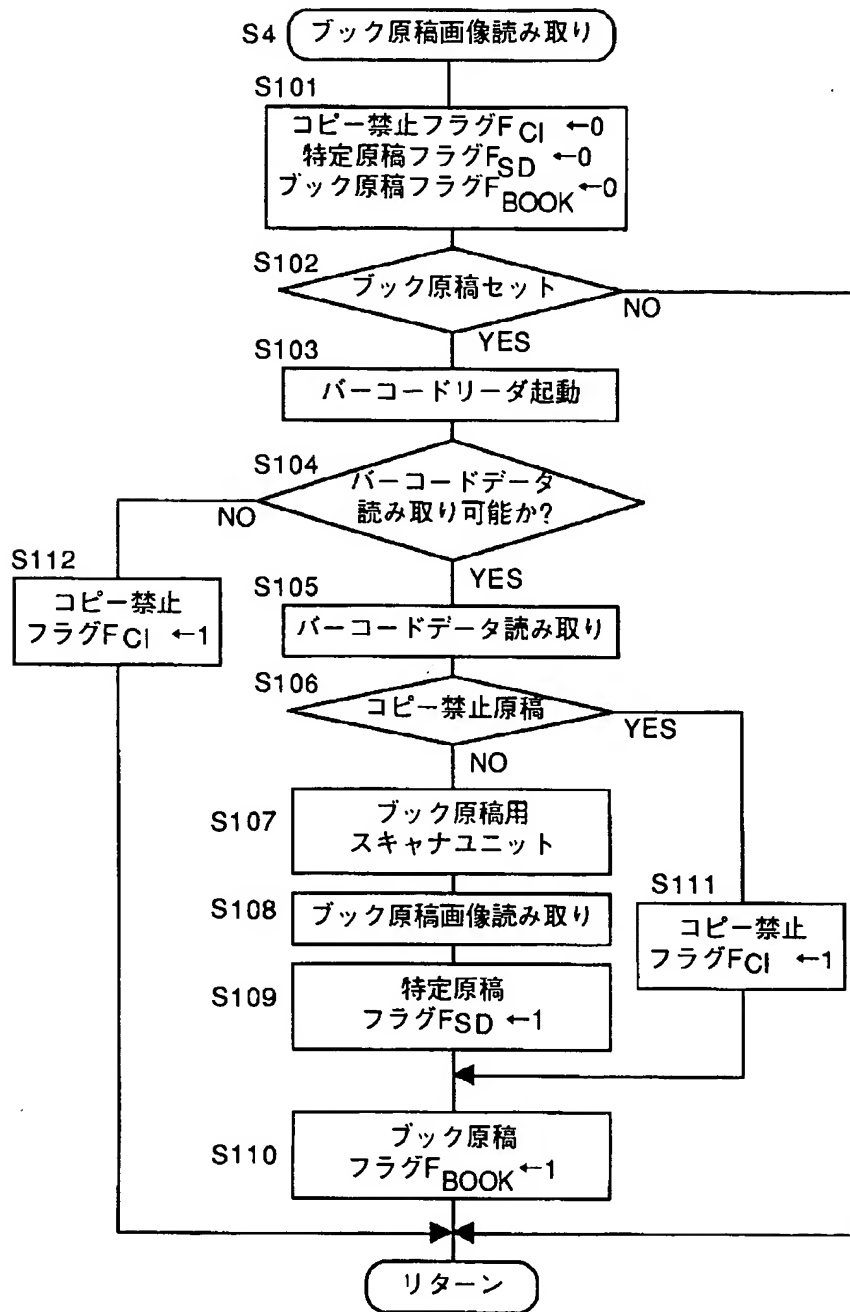 S4 ブック原稿画像読み取り
S101
コピー禁止フラグFCI ←0
特定原稿フラグFSD ←0
ブック原稿フラグFBOOK ←0
S102
ブック原稿セット
NO
YES
S103
バーコードリーダ起動
S104
バーコードデータ
読み取り可能か?
NO
YES
S112
コピー禁止
フラグFCI ←1
S105
バーコードデータ読み取り
S106
コピー禁止原稿
YES
NO
S107
ブック原稿用
スキャナユニット
S108
ブック原稿画像読み取り
S111
コピー禁止
フラグFCI ←1
S109
特定原稿
フラグFSD ←1
S110
ブック原稿
フラグFBOOK ←1
リターン